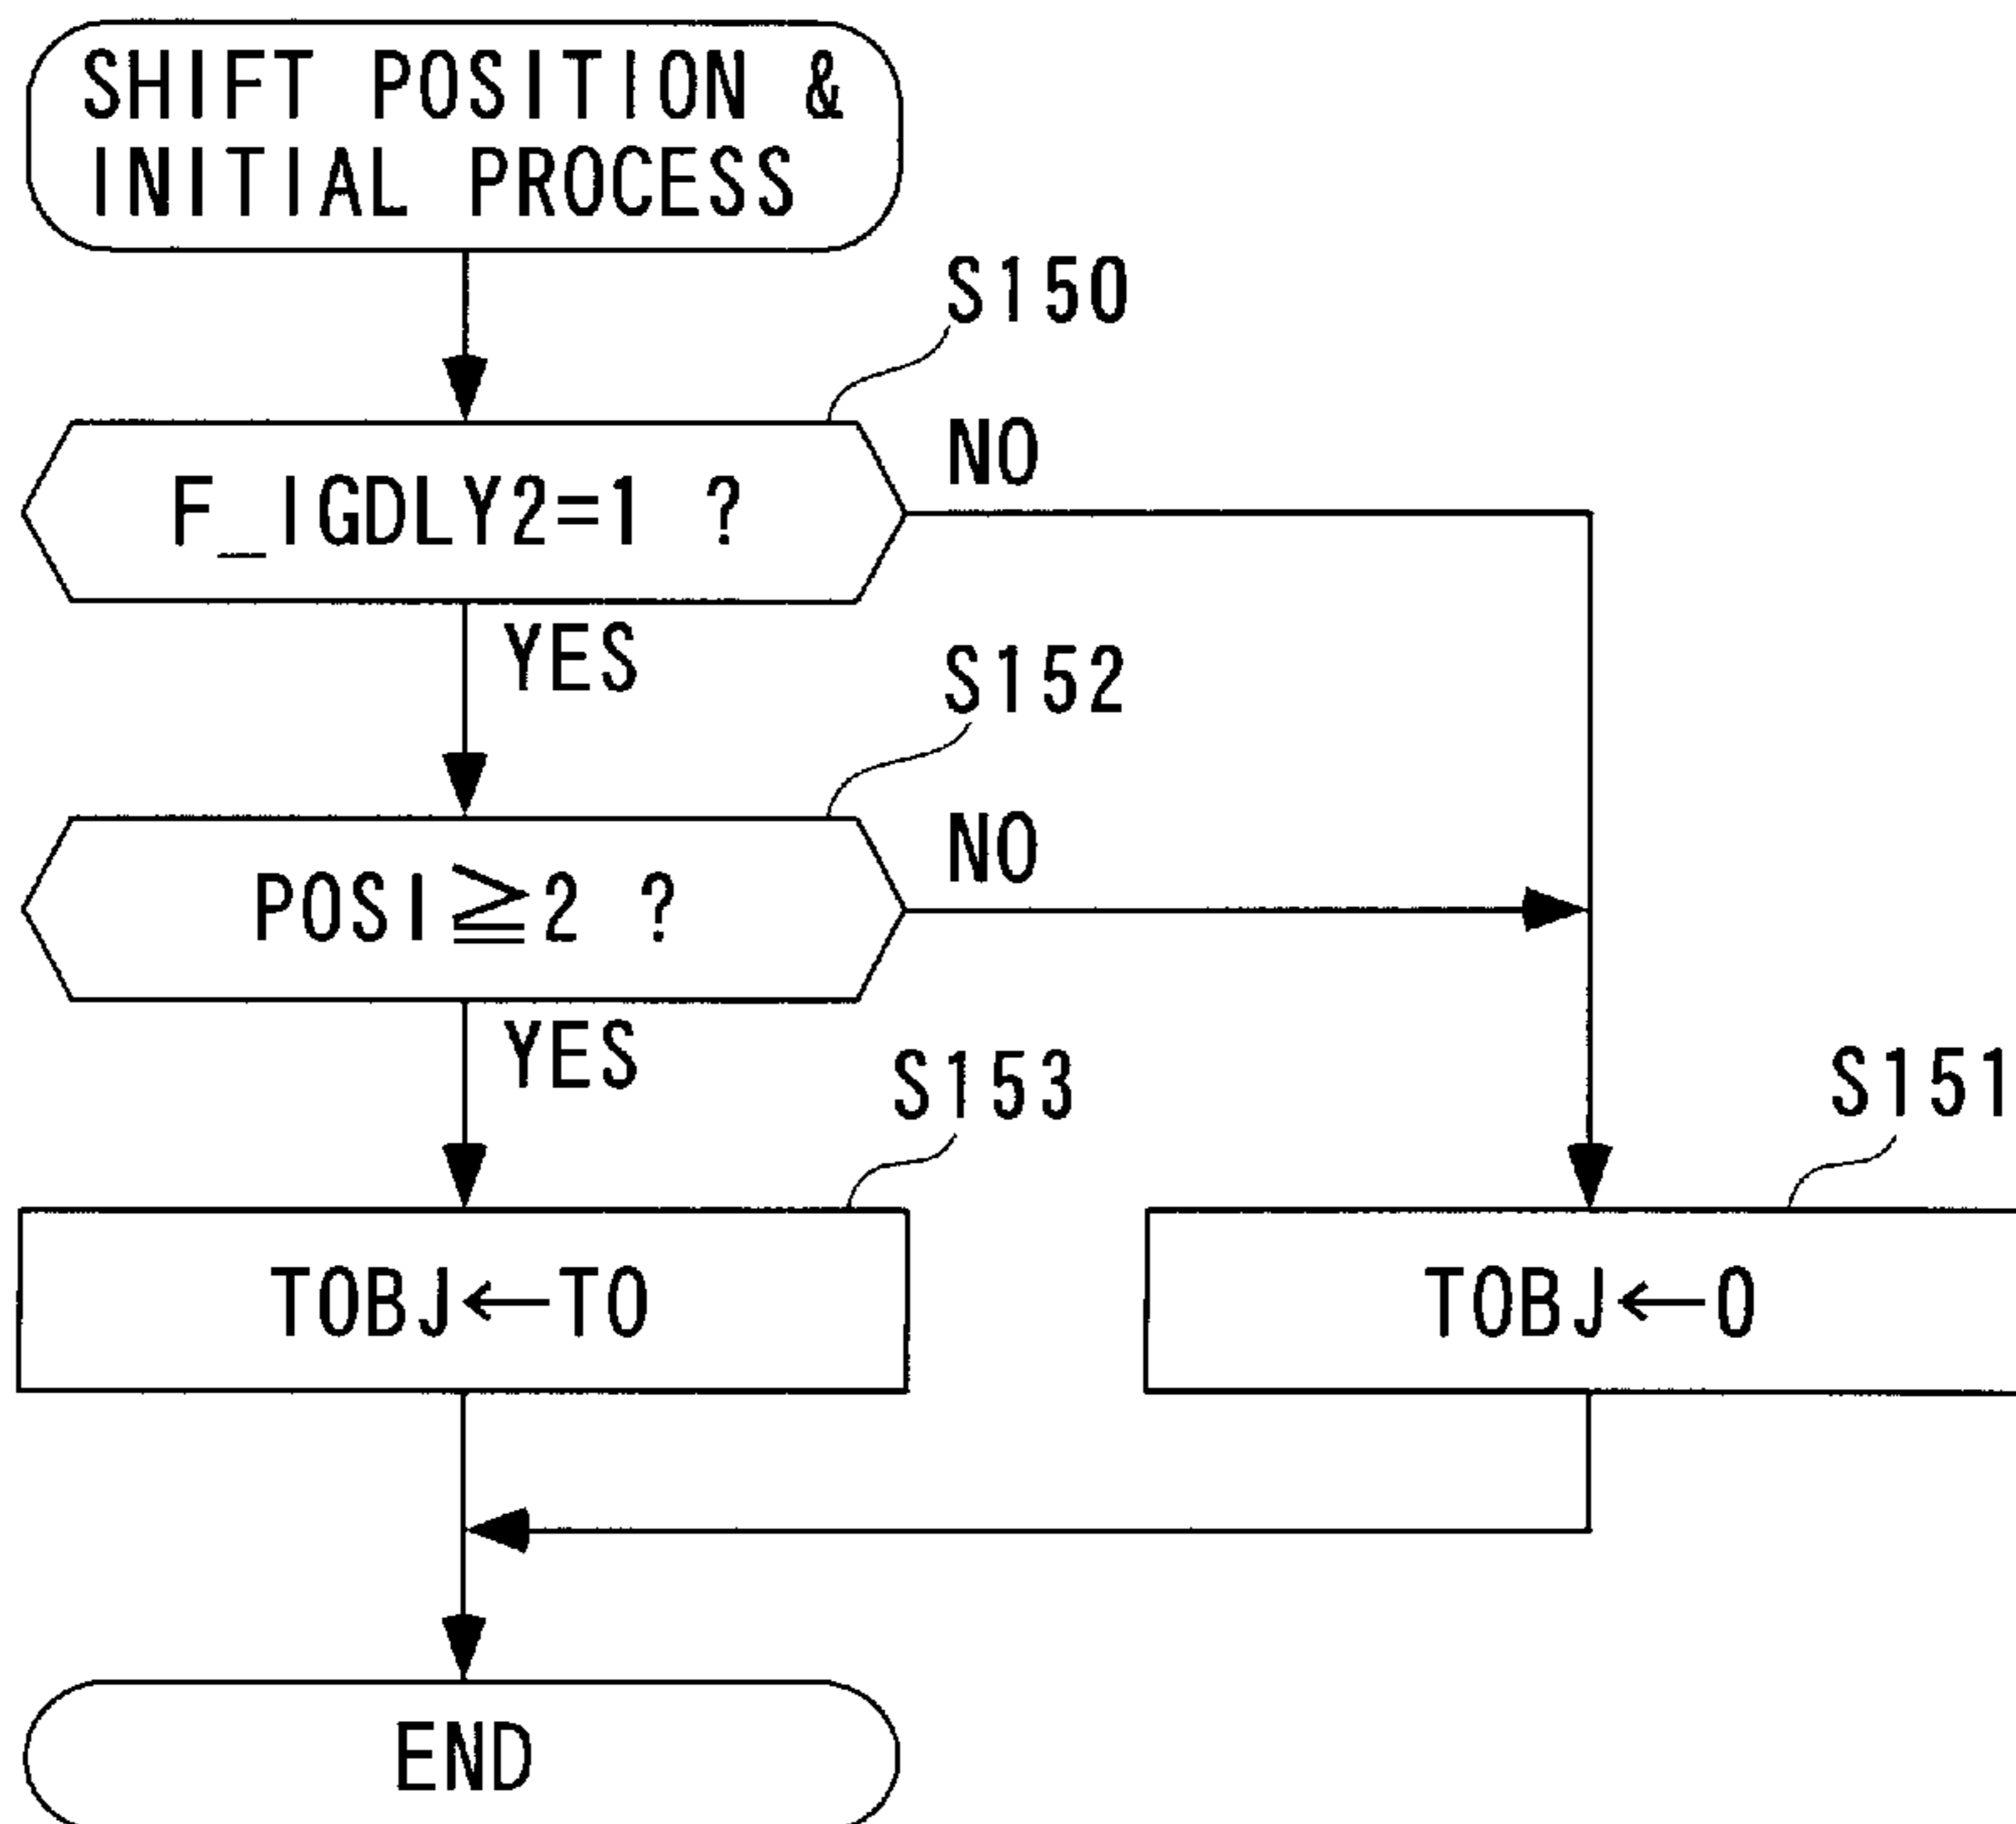 SHIFT POSITION &
INITIAL PROCESS
S150
F_IGDLY2=1 ?
NO
YES
S152
POSI≧2 ?
NO
YES
S153
S151
TOBJ←TO
TOBJ←0
END